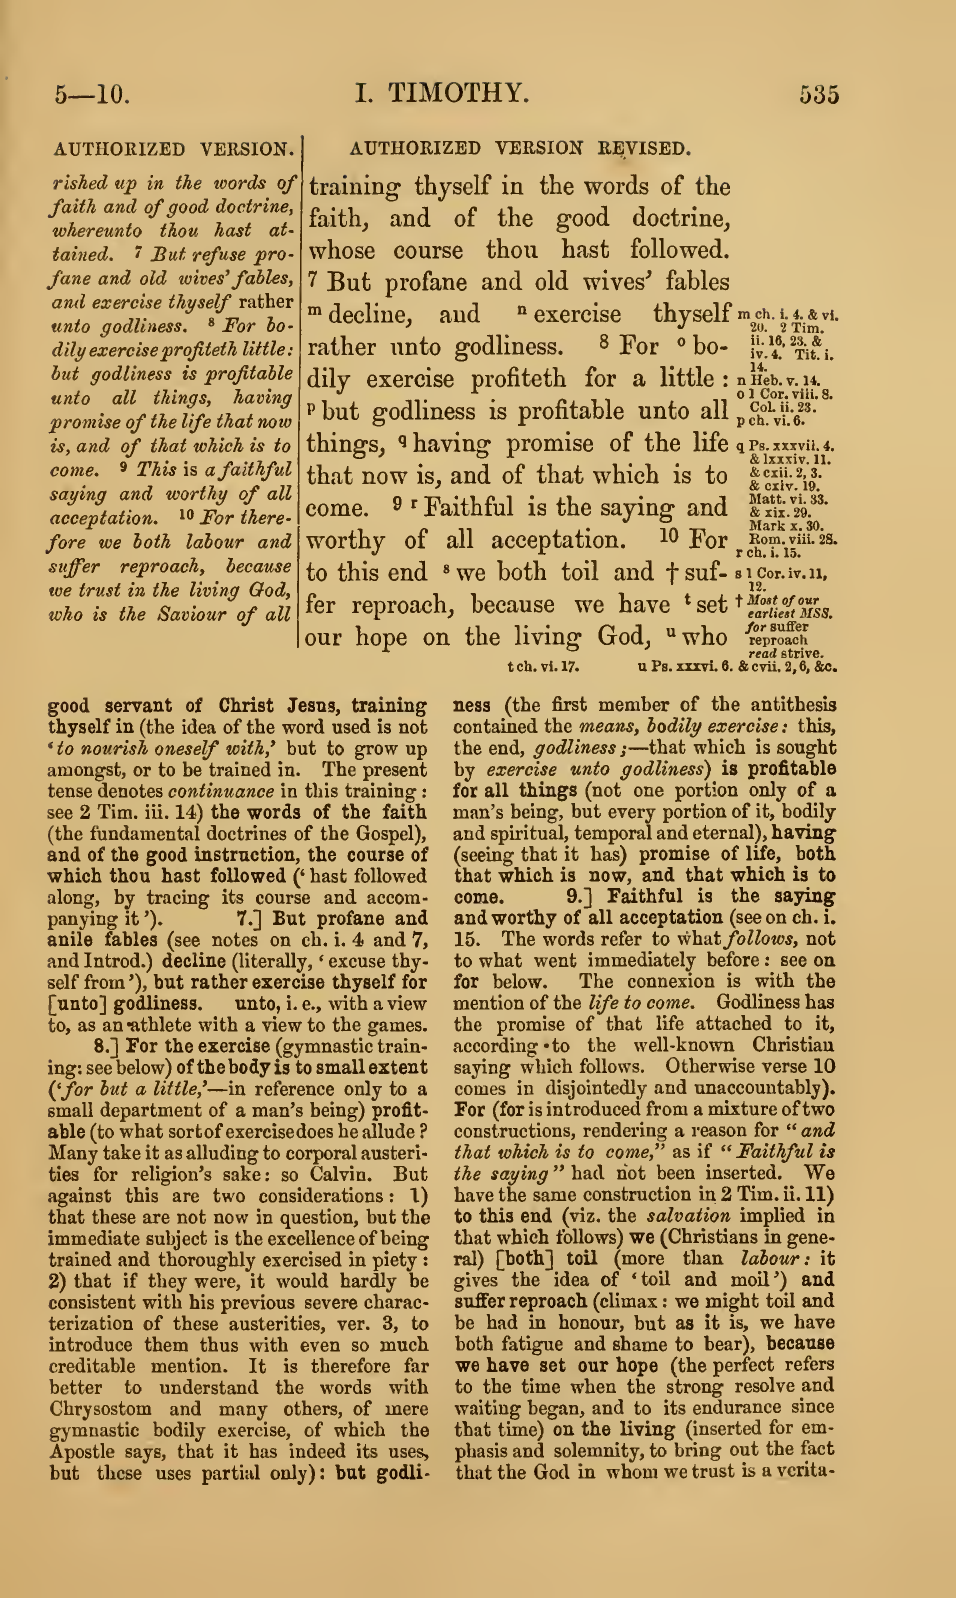 5—10.
I. TIMOTHY.
535
AUTHORIZED VERSION.
rished up in the words of
faith and of good doctrine,
whereunto thou hast at-
tained. 7 But refuse pro-
fane and old wives' fables,
and exercise thyself rather
unto godliness. 8 For bo-
dily exercise profiteth little:
but godliness is profitable
unto all things, having
promise of the life that now
is, and of that which is to
come. 9 This is a faithful
saying and worthy of all
acceptation. 10 For there-
fore we both labour and
suffer reproach, because
we trust in the living God,
who is the Saviour of all
AUTHORIZED VERSION REVISED.
training thyself in the words of the
faith, and of the good doctrine,
whose course thou hast followed.
7 But profane and old wives' fables
m decline, and n exercise thyself
rather unto godliness. 8 For o bo-
dily exercise profiteth for a little :
p but godliness is profitable unto all
things, q having promise of the life
that now is, and of that which is to
come. 9 r Faithful is the saying and
worthy of all acceptation. 10 For
to this end s we both toil and † suf-
fer reproach, because we have t set
our hope on the living God, u who
m ch. i. 4. & vi.
20. 2 Tim.
ii. 16, 23. &
iv. 4. Tit. i.
14.
n Heb. v. 14.
o 1 Cor. viii. 8.
Col. ii. 23.
p ch. vi. 6.
q Ps. xxxvii. 4.
& lxxxiv. 11.
& cxii. 2, 3.
& cxiv. 19.
Matt. vi. 33.
& xix. 29.
Mark x. 30.
Rom. viii. 28.
r ch. i. 15.
s 1 Cor. iv. 11,
12.
† Most of our
earliest MSS.
for suffer
reproach
read strive.
t ch. vi. 17. u Ps. xxxvi. 6. & cvii. 2, 6, &c.
good servant of Christ Jesus, training
thyself in (the idea of the word used is not
'to nourish oneself with,' but to grow up
amongst, or to be trained in. The present
tense denotes continuance in this training :
see 2 Tim. iii. 14) the words of the faith
(the fundamental doctrines of the Gospel),
and of the good instruction, the course of
which thou hast followed ('hast followed
along, by tracing its course and accom-
panying it'). 7.] But profane and
anile fables (see notes on ch. i. 4 and 7,
and Introd.) decline (literally, 'excuse thy-
self from'), but rather exercise thyself for
[unto] godliness. unto, i. e., with a view
to, as an athlete with a view to the games.
8.] For the exercise (gymnastic train-
ing: see below) of the body is to small extent
('for but a little,'—in reference only to a
small department of a man's being) profit-
able (to what sort of exercise does he allude ?
Many take it as alluding to corporal austeri-
ties for religion's sake: so Calvin. But
against this are two considerations : 1)
that these are not now in question, but the
immediate subject is the excellence of being
trained and thoroughly exercised in piety :
2) that if they were, it would hardly be
consistent with his previous severe charac-
terization of these austerities, ver. 3, to
introduce them thus with even so much
creditable mention. It is therefore far
better to understand the words with
Chrysostom and many others, of mere
gymnastic bodily exercise, of which the
Apostle says, that it has indeed its uses,
but these uses partial only): but godli-
ness (the first member of the antithesis
contained the means, bodily exercise: this,
the end, godliness;—that which is sought
by exercise unto godliness) is profitable
for all things (not one portion only of a
man's being, but every portion of it, bodily
and spiritual, temporal and eternal), having
(seeing that it has) promise of life, both
that which is now, and that which is to
come. 9.] Faithful is the saying
and worthy of all acceptation (see on ch. i.
15. The words refer to what follows, not
to what went immediately before: see on
for below. The connexion is with the
mention of the life to come. Godliness has
the promise of that life attached to it,
according to the well-known Christian
saying which follows. Otherwise verse 10
comes in disjointedly and unaccountably).
For (for is introduced from a mixture of two
constructions, rendering a reason for "and
that which is to come," as if "Faithful is
the saying" had not been inserted. We
have the same construction in 2 Tim. ii. 11)
to this end (viz. the salvation implied in
that which follows) we (Christians in gene-
ral) [both] toil (more than labour: it
gives the idea of 'toil and moil') and
suffer reproach (climax: we might toil and
be had in honour, but as it is, we have
both fatigue and shame to bear), because
we have set our hope (the perfect refers
to the time when the strong resolve and
waiting began, and to its endurance since
that time) on the living (inserted for em-
phasis and solemnity, to bring out the fact
that the God in whom we trust is a verita-